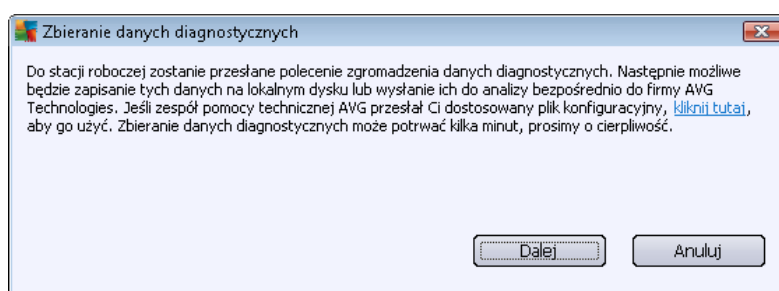 Zbieranie danych diagnostycznych
Do stacji roboczej zostanie przesłane polecenie zgromadzenia danych diagnostycznych. Następnie możliwe
będzie zapisanie tych danych na lokalnym dysku lub wysłanie ich do analizy bezpośrednio do firmy AVG
Technologies. Jeśli zespół pomocy technicznej AVG przesłał Ci dostosowany plik konfiguracyjny, kliknij tutaj,
aby go użyć. Zbieranie danych diagnostycznych może potrwać kilka minut, prosimy o cierpliwość.
Dalej Anuluj